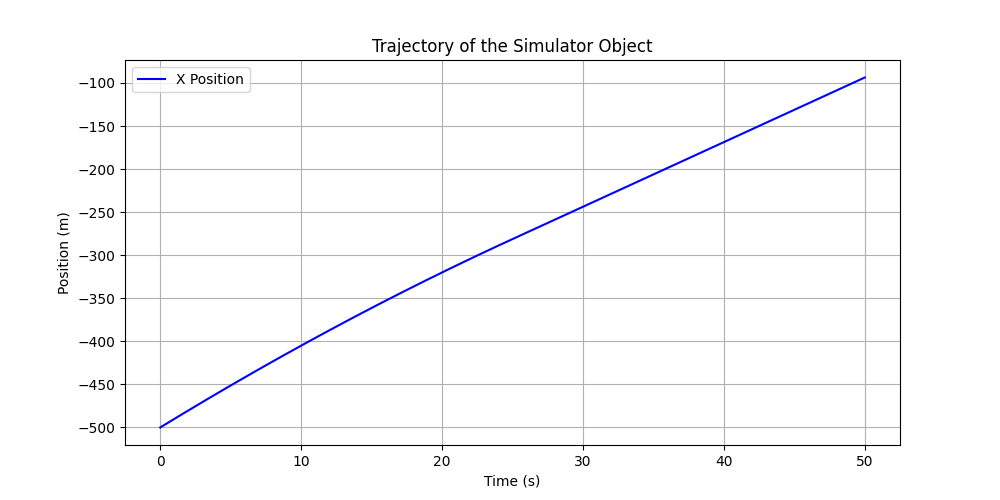 Trajectory of the Simulator Object
X Position
−100
−150
−200
−250
−300
−350
−400
−450
−500
Position (m)
0 10 20 30 40 50
Time (s)